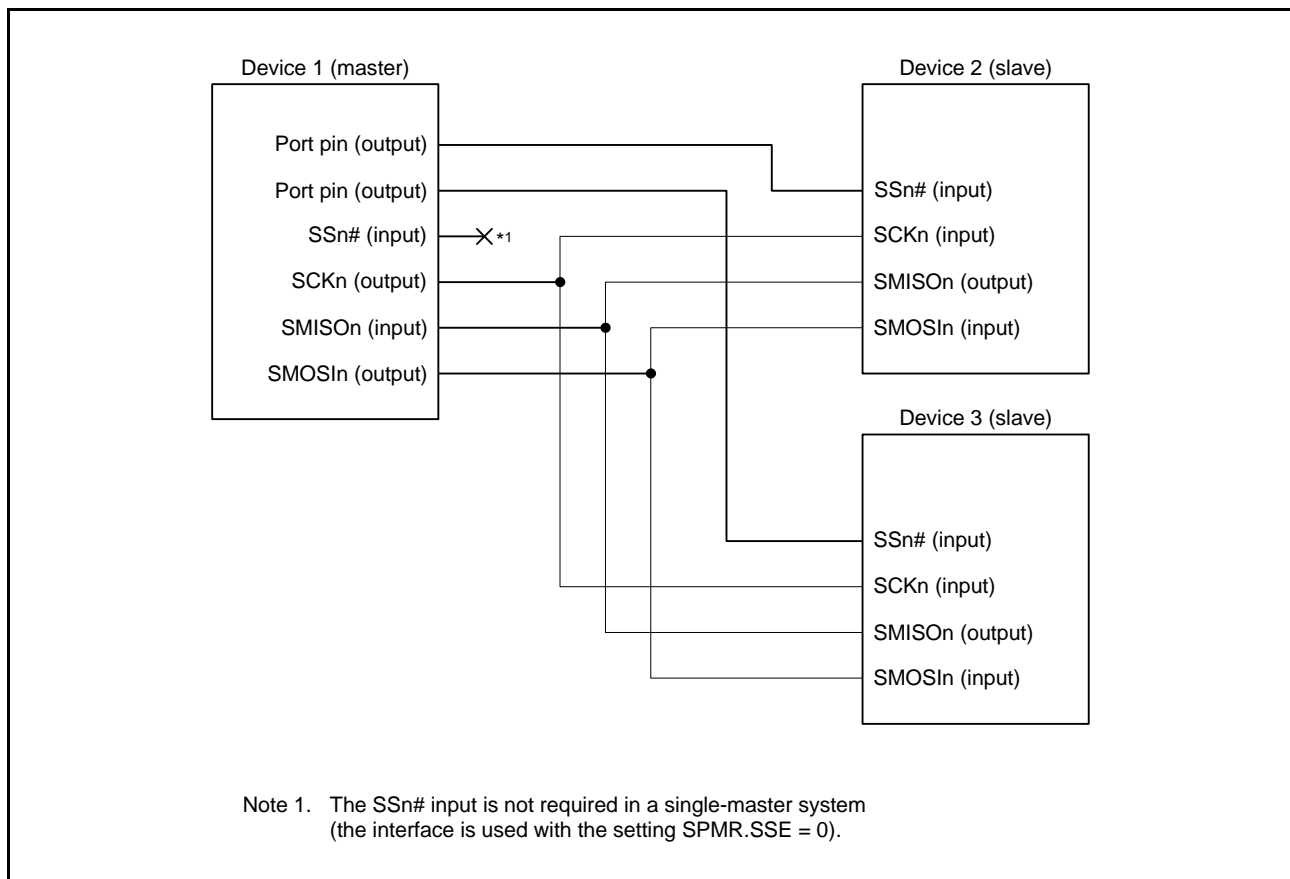 Device 1 (master)
Port pin (output)
Port pin (output)
SSn# (input)
*1
SCKn (output)
SMISOn (input)
SMOSIn (output)
Device 2 (slave)
SSn# (input)
SCKn (input)
SMISOn (output)
SMOSIn (input)
Device 3 (slave)
SSn# (input)
SCKn (input)
SMISOn (output)
SMOSIn (input)
Note 1. The SSn# input is not required in a single-master system
(the interface is used with the setting SPMR.SSE = 0).